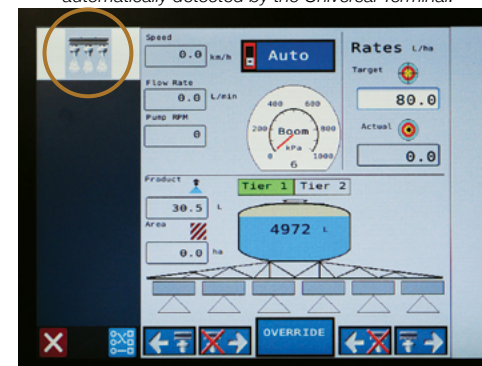 automatically detected by the Universal Terminal.
Speed
0.0 km/h
Auto
Rates L/ha
Target
80.0
Flow Rate
0.0 L/min
Pump RPM
0
400 600
200 Boom 800
kPa
0 1000
6
Actual
0.0
Product
30.5 L
Tier 1 Tier 2
Area
0.0 ha
4972 L
OVERRIDE